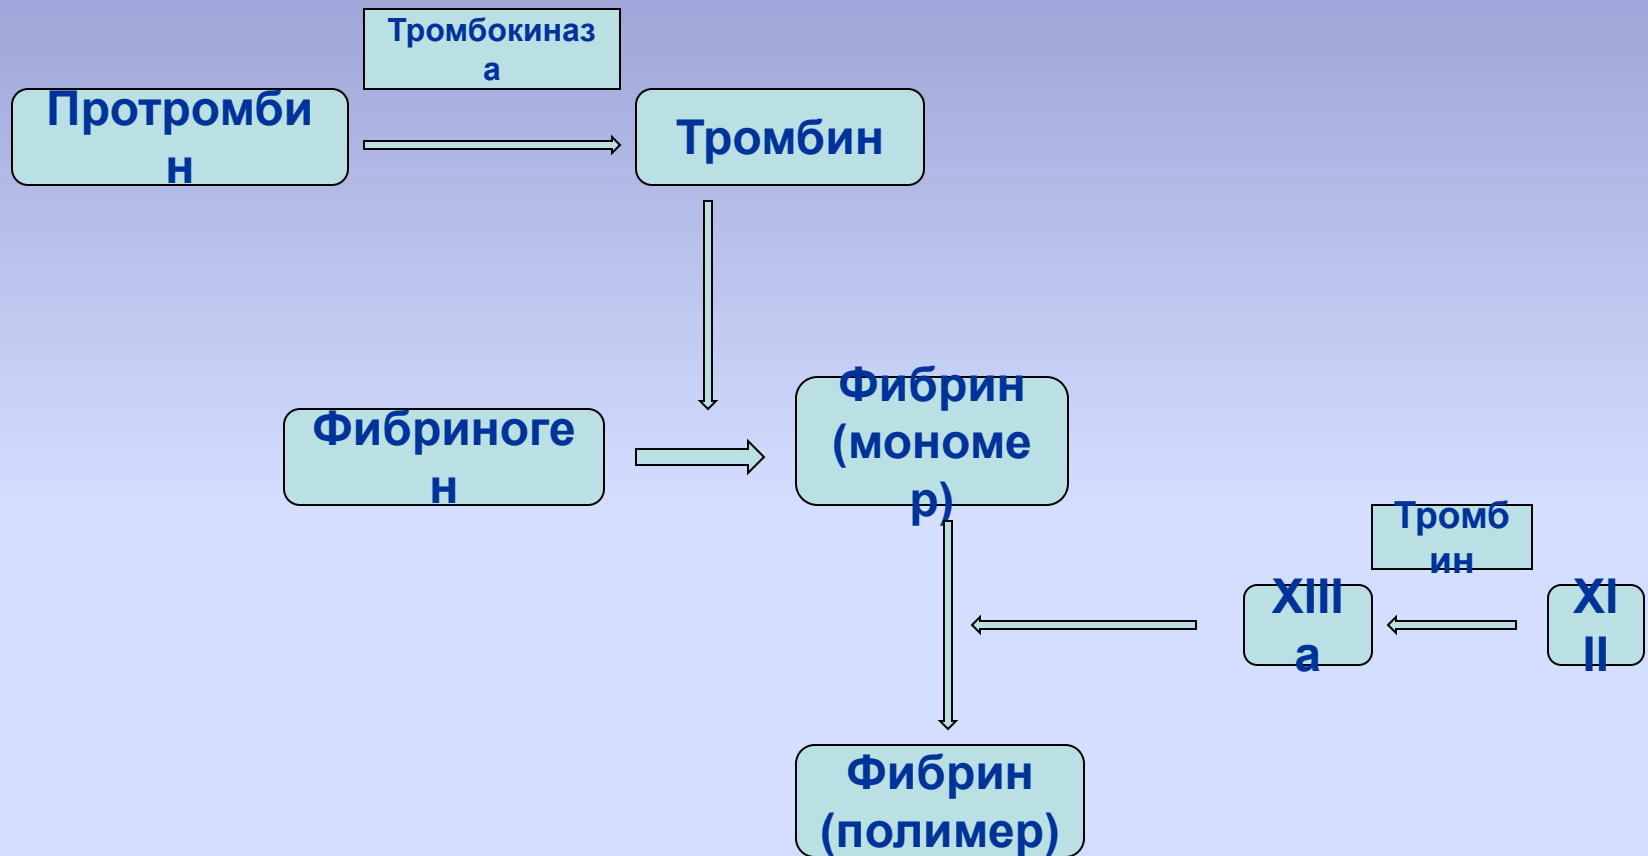 Тромбокиназ
а
Протромби
н
Тромбин
Фибриноге
н
Фибрин
(мономе
р)
Тромб
ин
XIII
а
XI
II
Фибрин
(полимер)